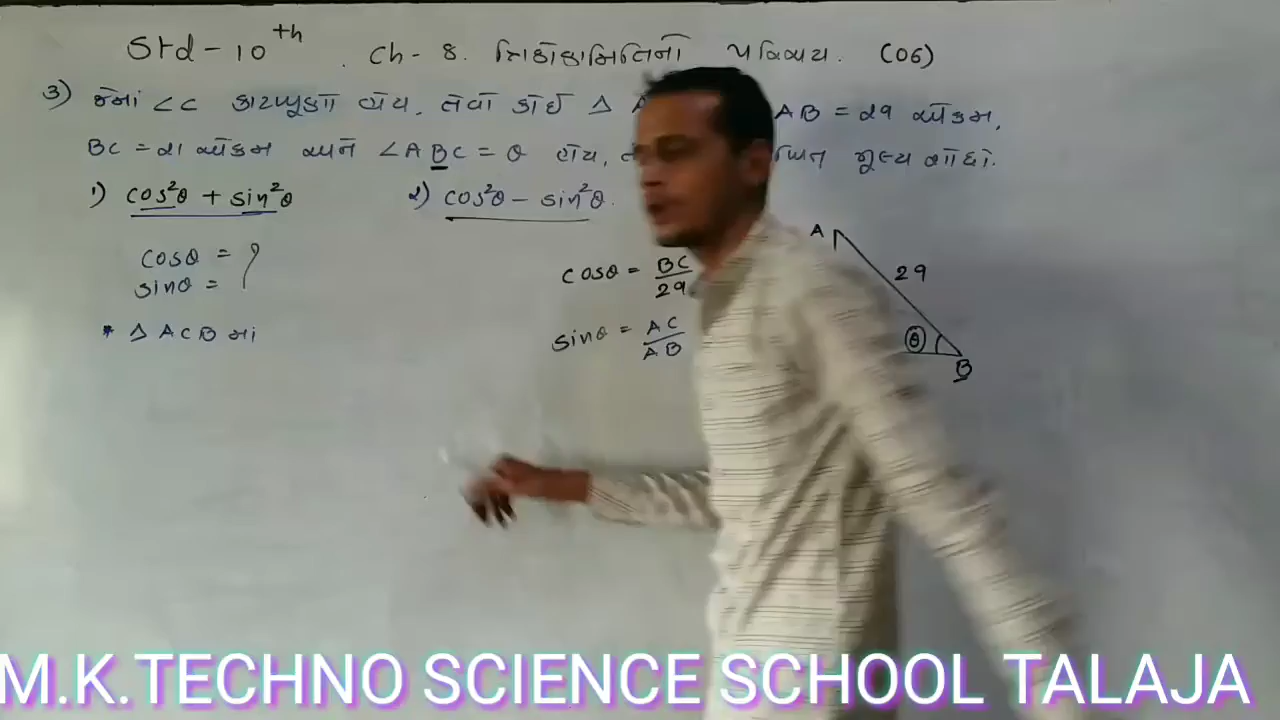 Std - 10th . Ch - 8. ત્રિકોણમિતિનો પરિચય. (06)
3) જેમાં ∠C કાટખૂણો હોય, તેવા કોઈ Δ A AB = 29 એકમ,
BC = 21 એકમ અને ∠ABC = θ હોય, મૂલ્ય શોધો.
1) cos²θ + sin²θ 2) cos²θ - sin²θ.
A
cosθ = ?
sinθ =
cosθ = BC/29
29
* Δ ACB માં
sinθ = AC/AB
θ
B
M.K.TECHNO SCIENCE SCHOOL TALAJA